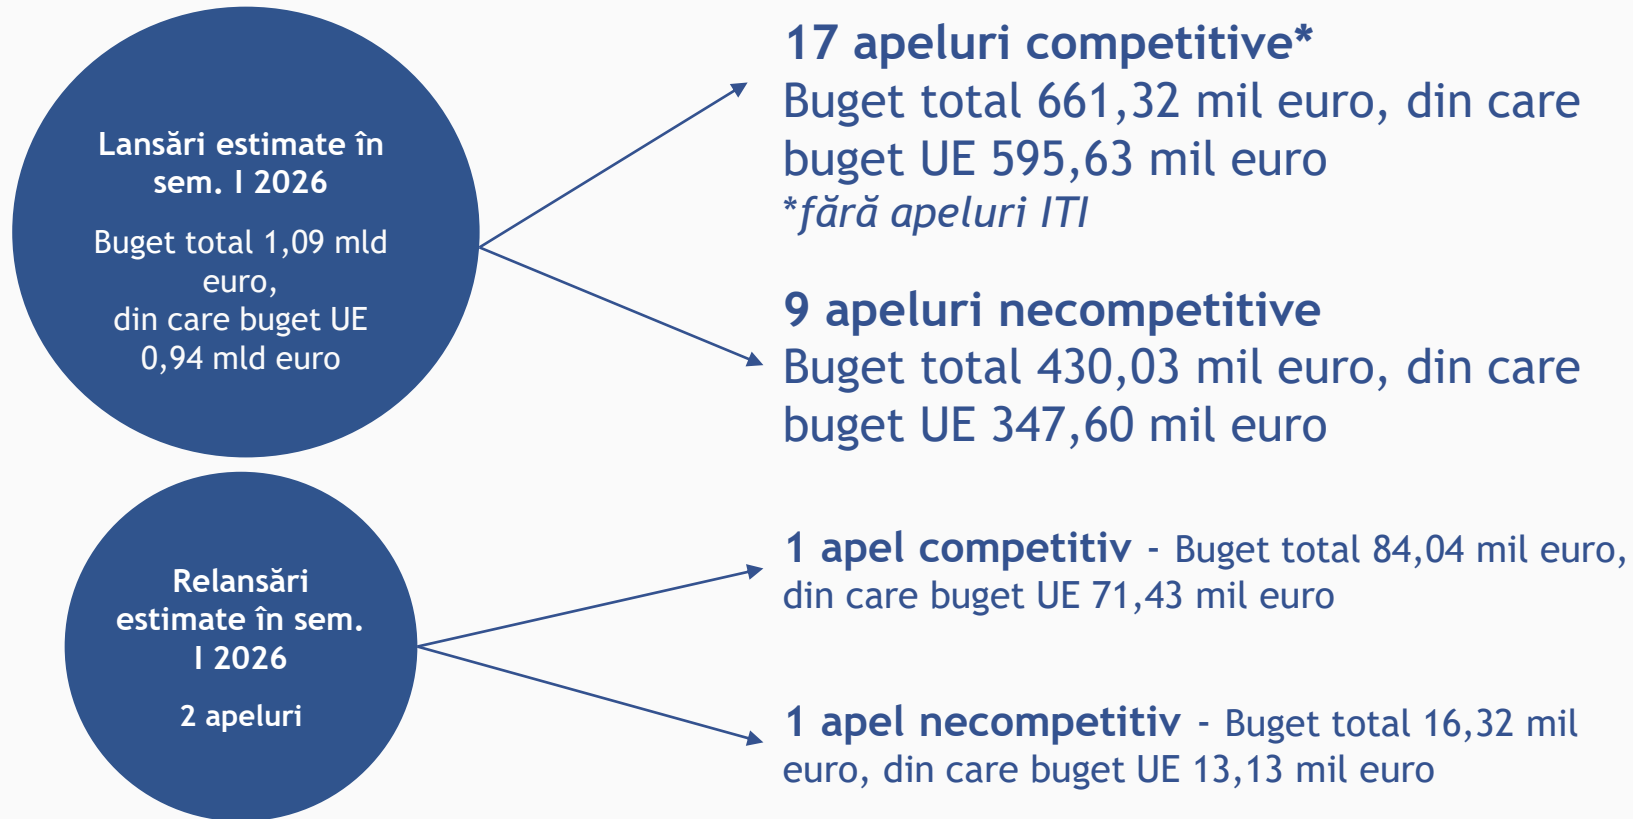 Lansări estimate în
sem. I 2026
Buget total 1,09 mld
euro,
din care buget UE
0,94 mld euro
17 apeluri competitive*
Buget total 661,32 mil euro, din care
buget UE 595,63 mil euro
*fără apeluri ITI
9 apeluri necompetitive
Buget total 430,03 mil euro, din care
buget UE 347,60 mil euro
Relansări
estimate în sem.
I 2026
2 apeluri
1 apel competitiv - Buget total 84,04 mil euro,
din care buget UE 71,43 mil euro
1 apel necompetitiv - Buget total 16,32 mil
euro, din care buget UE 13,13 mil euro